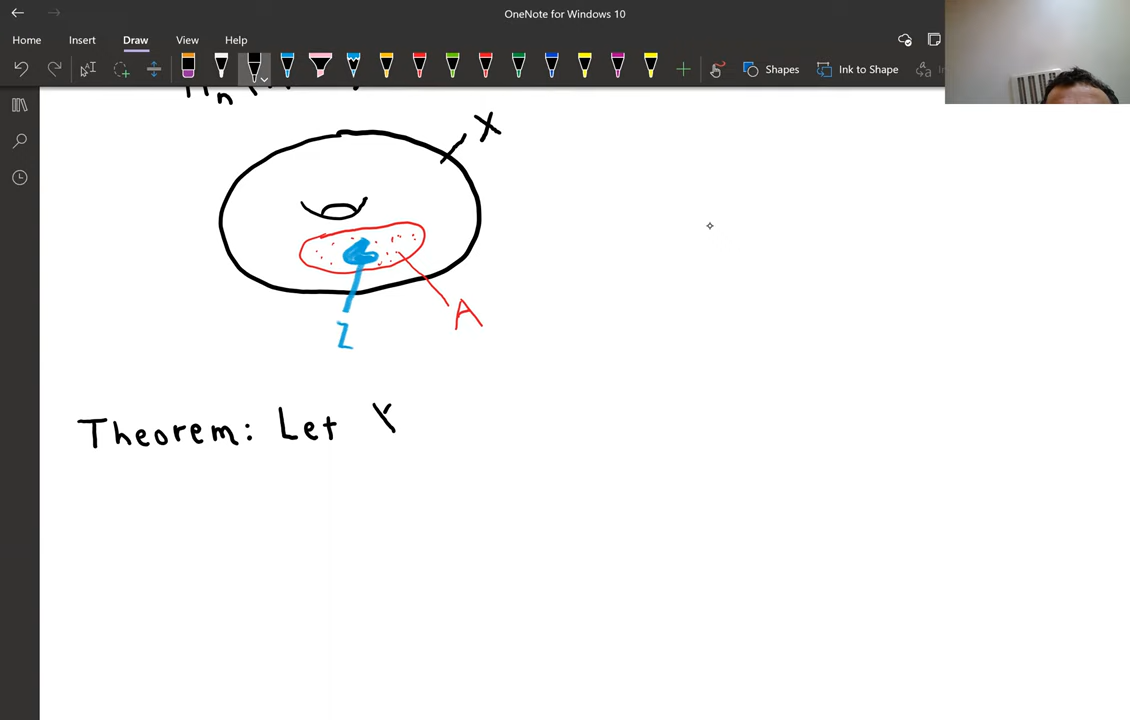 OneNote for Windows 10
Home Insert Draw View Help
Shapes Ink to Shape
X
A
Z
Theorem: Let X